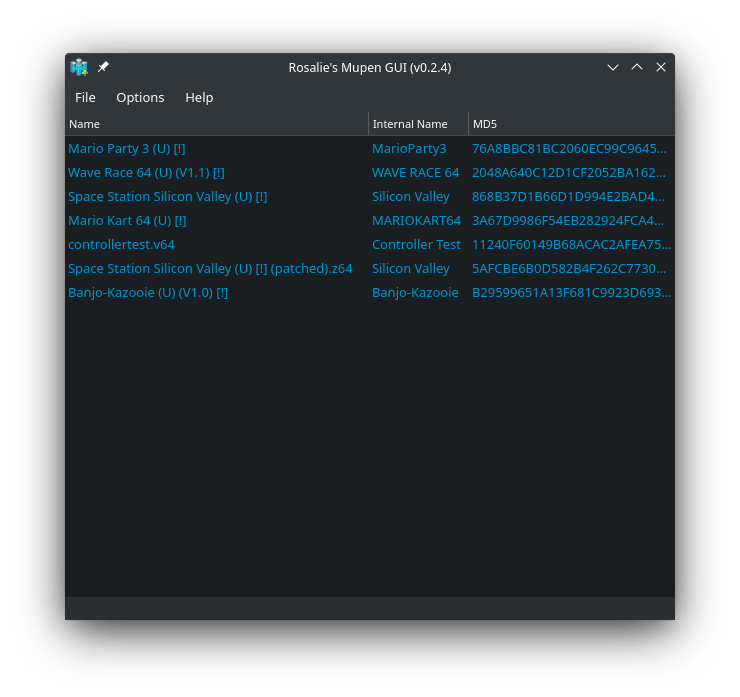 Rosalie's Mupen GUI (v0.2.4)
File Options Help
Name Internal Name MD5
Mario Party 3 (U) [!] MarioParty3 76A8BBC81BC2060EC99C9645...
Wave Race 64 (U) (V1.1) [!] WAVE RACE 64 2048A640C12D1CF2052BA162...
Space Station Silicon Valley (U) [!] Silicon Valley 868B37D1B66D1D994E2BAD4...
Mario Kart 64 (U) [!] MARIOKART64 3A67D9986F54EB282924FCA4...
controllertest.v64 Controller Test 11240F60149B68ACAC2AFEA75...
Space Station Silicon Valley (U) [!] (patched).z64 Silicon Valley 5AFCBE6B0D582B4F262C7730...
Banjo-Kazooie (U) (V1.0) [!] Banjo-Kazooie B29599651A13F681C9923D693...